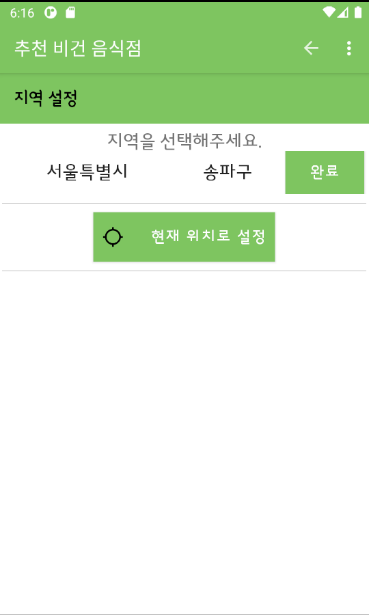 6:16
추천 비건 음식점
지역 설정
지역을 선택해주세요.
서울특별시 송파구 완료
현재 위치로 설정